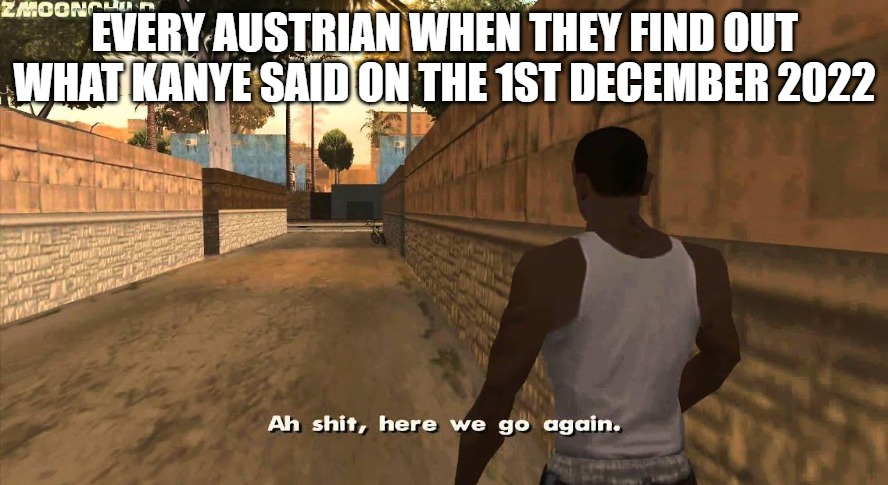 EVERY AUSTRIAN WHEN THEY FIND OUT
WHAT KANYE SAID ON THE 1ST DECEMBER 2022
Ah shit, here we go again.